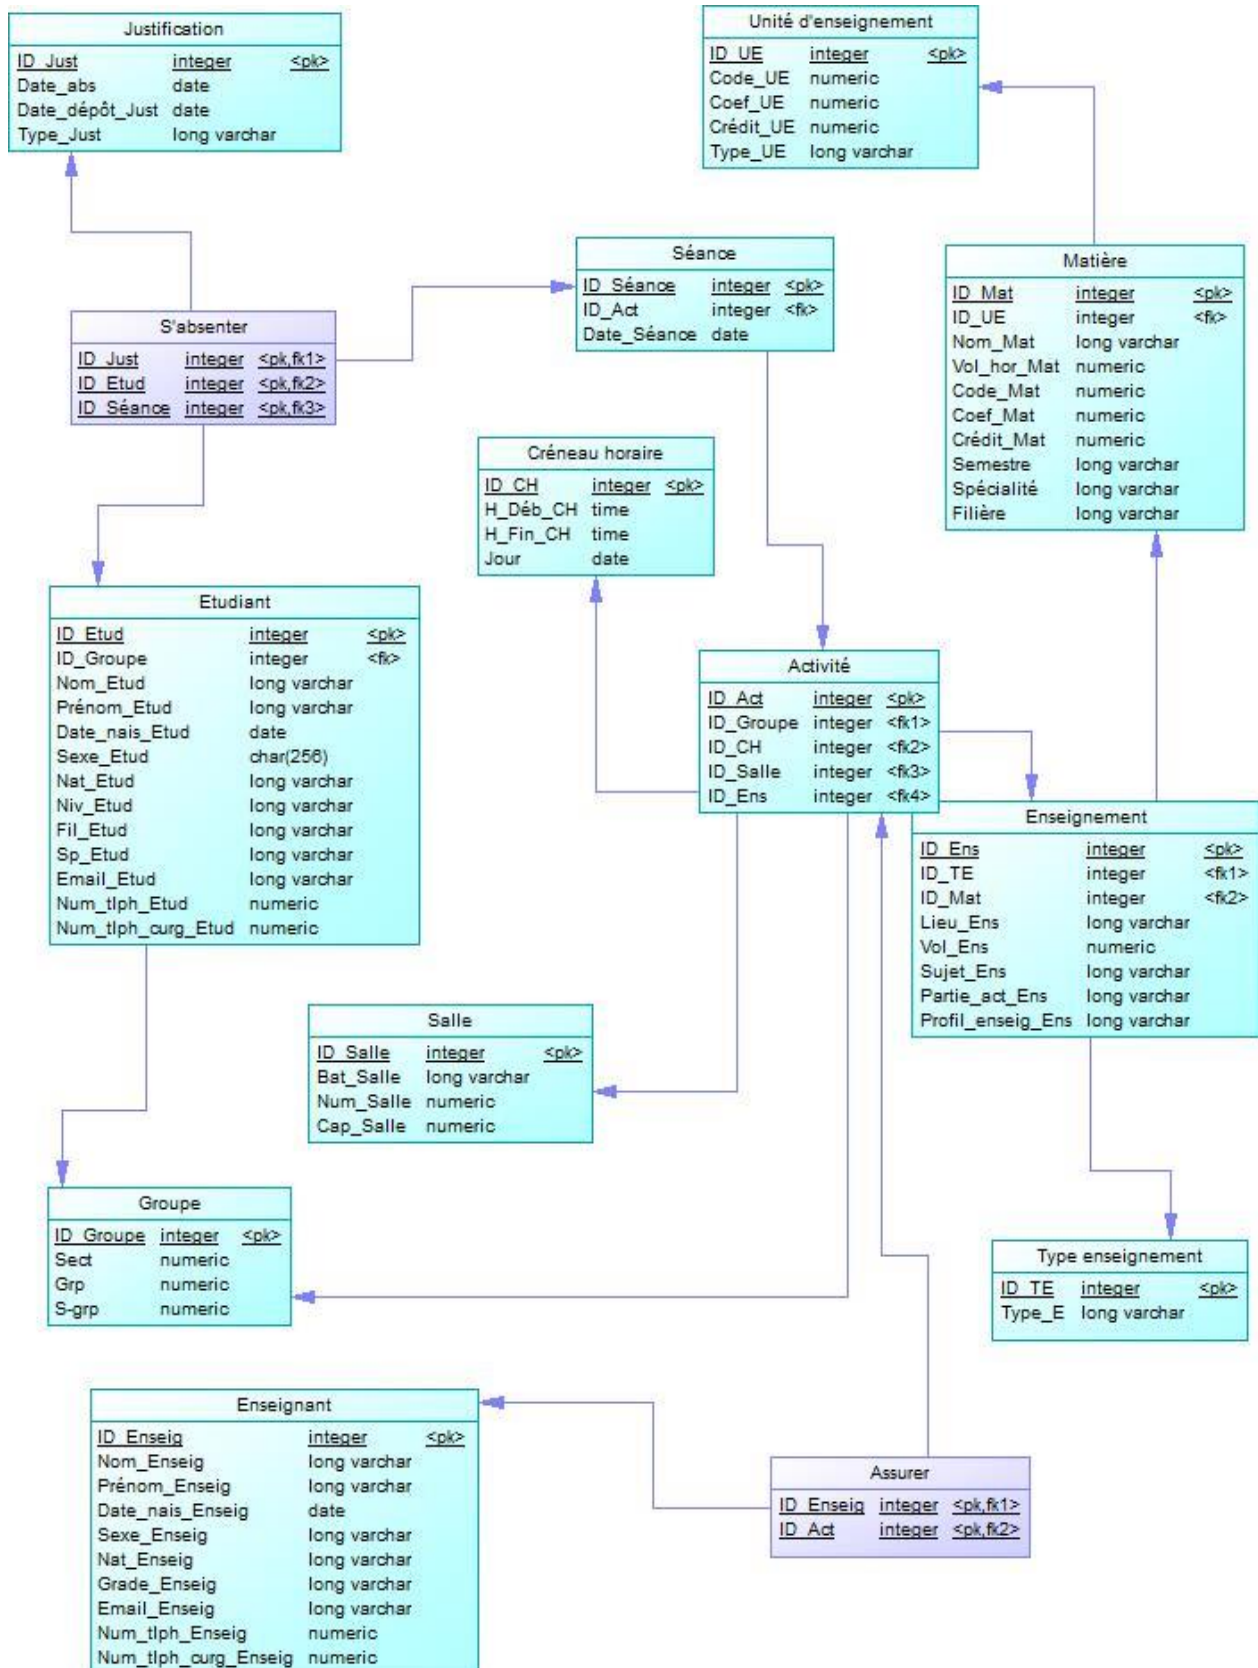 Justification
ID_Just integer <pk>
Date_abs date
Date_dépôt_Just date
Type_Just long varchar
Unité d'enseignement
ID_UE integer <pk>
Code_UE numeric
Coef_UE numeric
Crédit_UE numeric
Type_UE long varchar
Séance
ID_Séance integer <pk>
ID_Act integer <fk>
Date_Séance date
Matière
ID_Mat integer <pk>
ID_UE integer <fk>
Nom_Mat long varchar
Vol_hor_Mat numeric
Code_Mat numeric
Coef_Mat numeric
Crédit_Mat numeric
Semestre long varchar
Spécialité long varchar
Filière long varchar
S'absenter
ID_Just integer <pk,fk1>
ID_Etud integer <pk,fk2>
ID_Séance integer <pk,fk3>
Créneau horaire
ID_CH integer <pk>
H_Déb_CH time
H_Fin_CH time
Jour date
Etudiant
ID_Etud integer <pk>
ID_Groupe integer <fk>
Nom_Etud long varchar
Prénom_Etud long varchar
Date_nais_Etud date
Sexe_Etud char(256)
Nat_Etud long varchar
Niv_Etud long varchar
Fil_Etud long varchar
Sp_Etud long varchar
Email_Etud long varchar
Num_tlph_Etud numeric
Num_tlph_curg_Etud numeric
Activité
ID_Act integer <pk>
ID_Groupe integer <fk1>
ID_CH integer <fk2>
ID_Salle integer <fk3>
ID_Ens integer <fk4>
Enseignement
ID_Ens integer <pk>
ID_TE integer <fk1>
ID_Mat integer <fk2>
Lieu_Ens long varchar
Vol_Ens numeric
Sujet_Ens long varchar
Partie_act_Ens long varchar
Profil_enseig_Ens long varchar
Salle
ID_Salle integer <pk>
Bat_Salle long varchar
Num_Salle numeric
Cap_Salle numeric
Groupe
ID_Groupe integer <pk>
Sect numeric
Grp numeric
S-grp numeric
Type enseignement
ID_TE integer <pk>
Type_E long varchar
Enseignant
ID_Enseig integer <pk>
Nom_Enseig long varchar
Prénom_Enseig long varchar
Date_nais_Enseig date
Sexe_Enseig long varchar
Nat_Enseig long varchar
Grade_Enseig long varchar
Email_Enseig long varchar
Num_tlph_Enseig numeric
Num_tlph_curg_Enseig numeric
Assurer
ID_Enseig integer <pk,fk1>
ID_Act integer <pk,fk2>